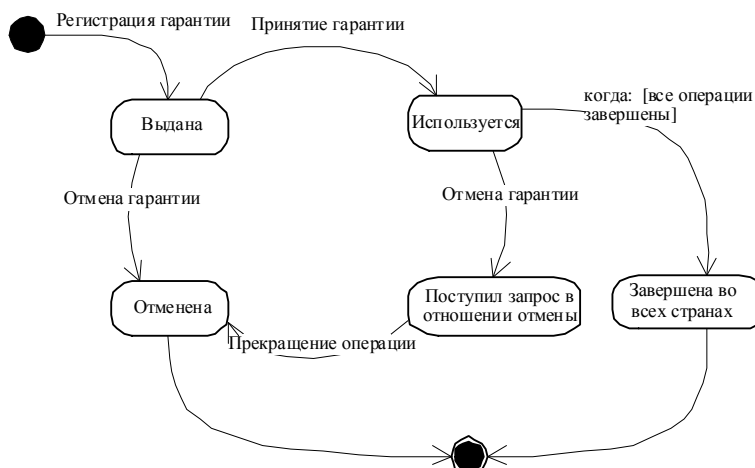 Регистрация гарантии
Принятие гарантии
когда:  [все операции
завершены]
Выдана
Используется
Отмена гарантии
Отмена гарантии
Отменена
Поступил запрос в
отношении отмены
Завершена во
всех странах
Прекращение операции